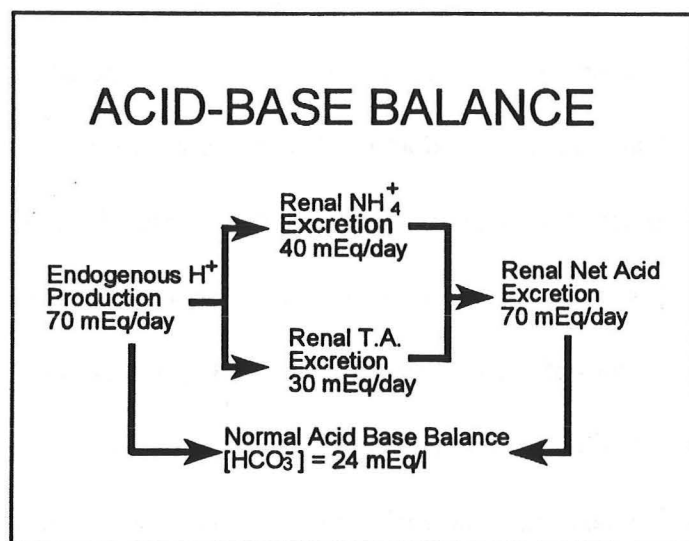 ACID-BASE BALANCE
Renal NH₄⁺
Excretion
40 mEq/day
Endogenous H⁺
Production
70 mEq/day
Renal T.A.
Excretion
30 mEq/day
Renal Net Acid
Excretion
70 mEq/day
Normal Acid Base Balance
[HCO₃⁻] = 24 mEq/l